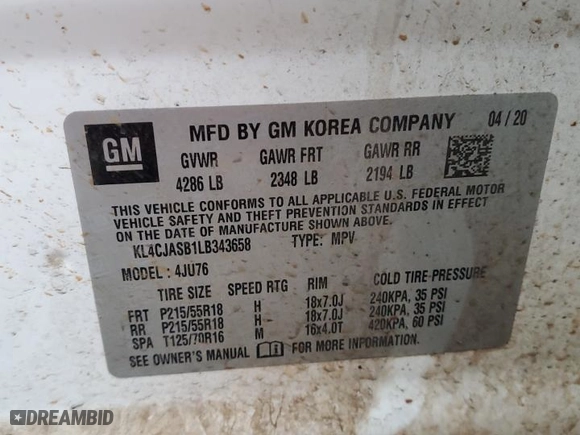 GM
MFD BY GM KOREA COMPANY 04 / 20
GVWR GAWR FRT GAWR RR
4286 LB 2348 LB 2194 LB
THIS VEHICLE CONFORMS TO ALL APPLICABLE U.S. FEDERAL MOTOR
VEHICLE SAFETY AND THEFT PREVENTION STANDARDS IN EFFECT
ON THE DATE OF MANUFACTURE SHOWN ABOVE.
KL4CJASB1LB343658 TYPE: MPV
MODEL: 4JU76
TIRE SIZE SPEED RTG RIM COLD TIRE PRESSURE
FRT P215/55R18 H 18x7.0J 240KPA, 35 PSI
RR P215/55R18 H 18x7.0J 240KPA, 35 PSI
SPA T125/70R16 M 16x4.0T 420KPA, 60 PSI
SEE OWNER'S MANUAL FOR MORE INFORMATION.
DREAMBID